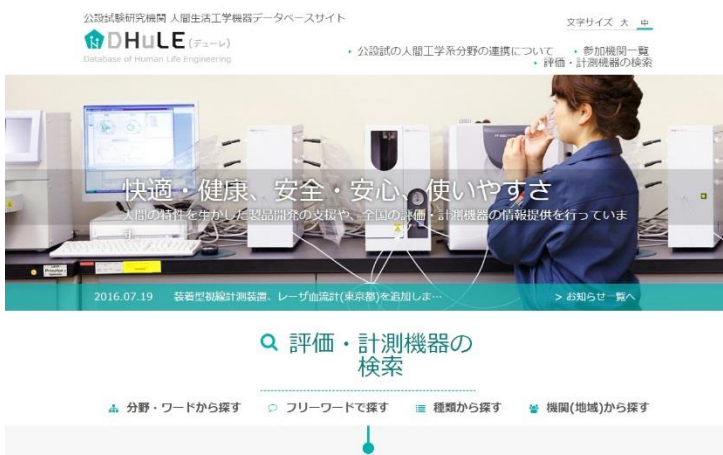 公設試験研究機関 人間生活工学機器データベースサイト
文字サイズ 大 中
DHuLE (デューレ)
Database of Human Life Engineering
公設試の人間工学系分野の連携について ・ 参加機関一覧
・ 評価・計測機器の検索
快適・健康、安全・安心、使いやすさ
人間の特性を生かした製品開発の支援や、全国の評価・計測機器の情報提供を行っていま
2016.07.19 装着型視線計測装置、レーザ血流計(東京都)を追加しま… > お知らせ一覧へ
評価・計測機器の
検索
分野・ワードから探す フリーワードで探す 種類から探す 機関(地域)から探す